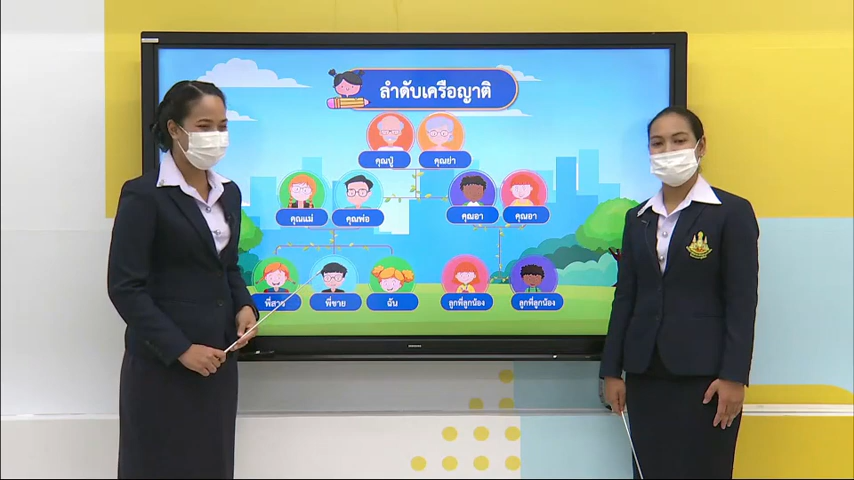 ลำดับเครือญาติ
คุณปู่ คุณย่า
คุณแม่ คุณพ่อ คุณอา คุณอา
พี่สาว พี่ชาย ฉัน ลูกพี่ลูกน้อง ลูกพี่ลูกน้อง